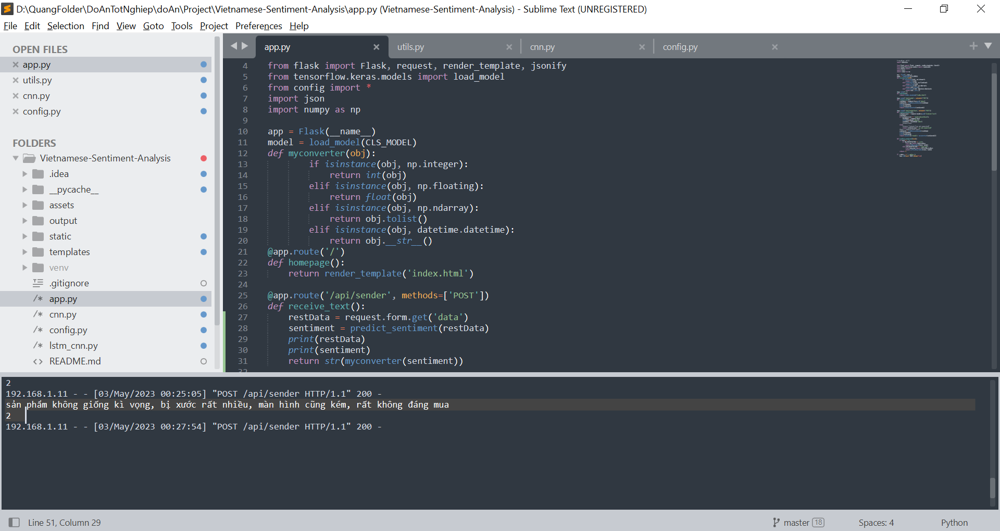 D:\QuangFolder\DoAnTotNghiep\doAn\Project\Vietnamese-Sentiment-Analysis\app.py (Vietnamese-Sentiment-Analysis) - Sublime Text (UNREGISTERED)
File Edit Selection Find View Goto Tools Project Preferences Help
OPEN FILES
app.py
utils.py
cnn.py
config.py
FOLDERS
Vietnamese-Sentiment-Analysis
.idea
__pycache__
assets
output
static
templates
venv
.gitignore
/* app.py
/* cnn.py
/* config.py
/* lstm_cnn.py
<> README.md
app.py utils.py cnn.py config.py
4 from flask import Flask, request, render_template, jsonify
5 from tensorflow.keras.models import load_model
6 from config import *
7 import json
8 import numpy as np
9
10 app = Flask(__name__)
11 model = load_model(CLS_MODEL)
12 def myconverter(obj):
13 if isinstance(obj, np.integer):
14 return int(obj)
15 elif isinstance(obj, np.floating):
16 return float(obj)
17 elif isinstance(obj, np.ndarray):
18 return obj.tolist()
19 elif isinstance(obj, datetime.datetime):
20 return obj.__str__()
21 @app.route('/')
22 def homepage():
23 return render_template('index.html')
24
25 @app.route('/api/sender', methods=['POST'])
26 def receive_text():
27 restData = request.form.get('data')
28 sentiment = predict_sentiment(restData)
29 print(restData)
30 print(sentiment)
31 return str(myconverter(sentiment))
32
2
192.168.1.11 - - [03/May/2023 00:25:05] "POST /api/sender HTTP/1.1" 200 -
sản phẩm không giống kì vọng, bị xước rất nhiều, màn hình cũng kém, rất không đáng mua
2
192.168.1.11 - - [03/May/2023 00:27:54] "POST /api/sender HTTP/1.1" 200 -
Line 51, Column 29
master 18
Spaces: 4
Python